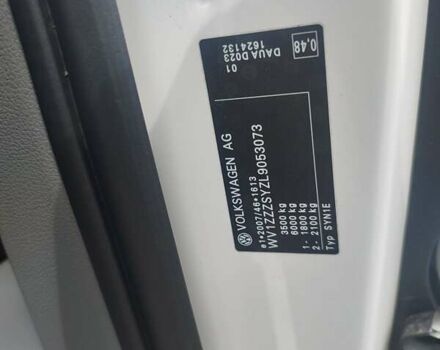 VOLKSWAGEN AG
e1*2007/46*1613
WV1ZZZSYZL9053073
3500 kg
6000 kg
1- 1800 kg
2- 2100 kg
Typ SYN1E
01
DAUA D023
1624132
0,48